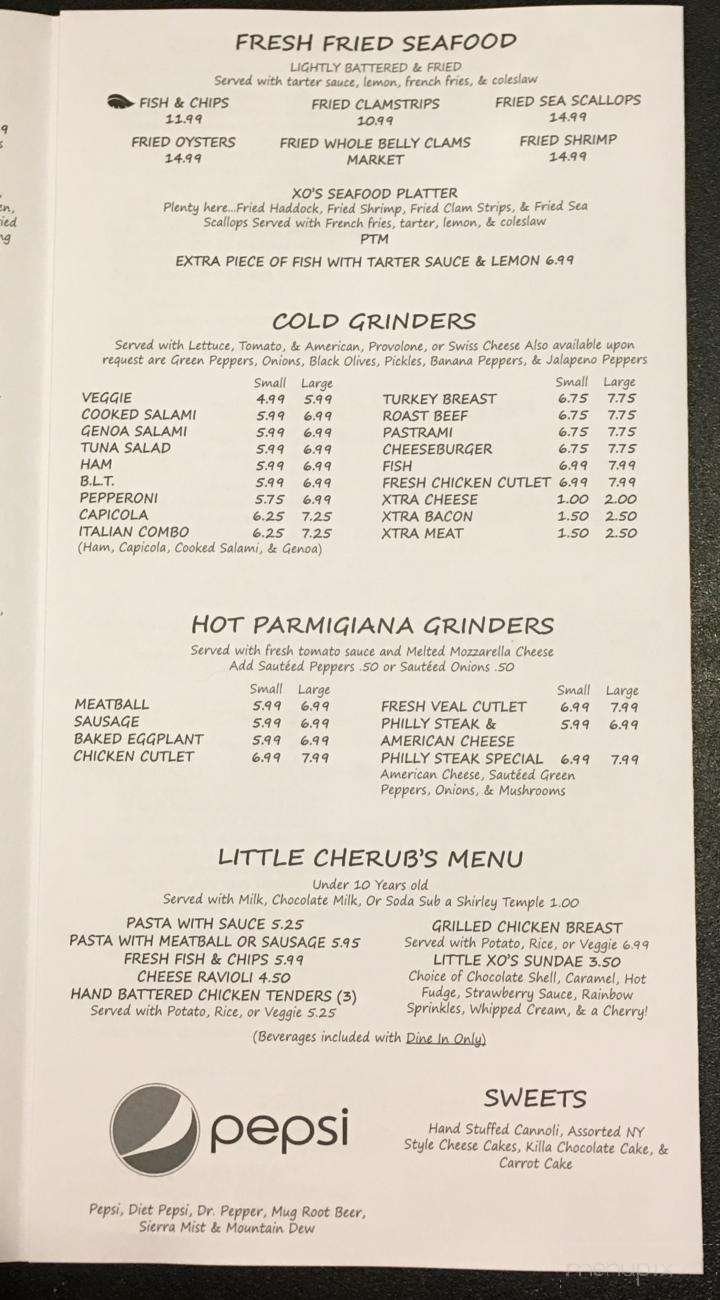 FRESH FRIED SEAFOOD
LIGHTLY BATTERED & FRIED
Served with tarter sauce, lemon, french fries, & coleslaw
FISH & CHIPS
11.99
FRIED CLAMSTRIPS
10.99
FRIED SEA SCALLOPS
14.99
FRIED OYSTERS
14.99
FRIED WHOLE BELLY CLAMS
MARKET
FRIED SHRIMP
14.99
XO'S SEAFOOD PLATTER
Plenty here...Fried Haddock, Fried Shrimp, Fried Clam Strips, & Fried Sea
Scallops Served with French fries, tarter, lemon, & coleslaw
PTM
EXTRA PIECE OF FISH WITH TARTER SAUCE & LEMON 6.99
COLD GRINDERS
Served with Lettuce, Tomato, & American, Provolone, or Swiss Cheese Also available upon
request are Green Peppers, Onions, Black Olives, Pickles, Banana Peppers, & Jalapeno Peppers
Small Large
VEGGIE 4.99 5.99
COOKED SALAMI 5.99 6.99
GENOA SALAMI 5.99 6.99
TUNA SALAD 5.99 6.99
HAM 5.99 6.99
B.L.T. 5.99 6.99
PEPPERONI 5.75 6.99
CAPICOLA 6.25 7.25
ITALIAN COMBO 6.25 7.25
(Ham, Capicola, Cooked Salami, & Genoa)
Small Large
TURKEY BREAST 6.75 7.75
ROAST BEEF 6.75 7.75
PASTRAMI 6.75 7.75
CHEESEBURGER 6.75 7.75
FISH 6.99 7.99
FRESH CHICKEN CUTLET 6.99 7.99
XTRA CHEESE 1.00 2.00
XTRA BACON 1.50 2.50
XTRA MEAT 1.50 2.50
HOT PARMIGIANA GRINDERS
Served with fresh tomato sauce and Melted Mozzarella Cheese
Add Sautéed Peppers .50 or Sautéed Onions .50
Small Large
MEATBALL 5.99 6.99
SAUSAGE 5.99 6.99
BAKED EGGPLANT 5.99 6.99
CHICKEN CUTLET 6.99 7.99
Small Large
FRESH VEAL CUTLET 6.99 7.99
PHILLY STEAK & 5.99 6.99
AMERICAN CHEESE
PHILLY STEAK SPECIAL 6.99 7.99
American Cheese, Sautéed Green
Peppers, Onions, & Mushrooms
LITTLE CHERUB'S MENU
Under 10 Years old
Served with Milk, Chocolate Milk, Or Soda Sub a Shirley Temple 1.00
PASTA WITH SAUCE 5.25
PASTA WITH MEATBALL OR SAUSAGE 5.95
FRESH FISH & CHIPS 5.99
CHEESE RAVIOLI 4.50
HAND BATTERED CHICKEN TENDERS (3)
Served with Potato, Rice, or Veggie 5.25
GRILLED CHICKEN BREAST
Served with Potato, Rice, or Veggie 6.99
LITTLE XO'S SUNDAE 3.50
Choice of Chocolate Shell, Caramel, Hot
Fudge, Strawberry Sauce, Rainbow
Sprinkles, Whipped Cream, & a Cherry!
(Beverages included with Dine In Only)
pepsi
Pepsi, Diet Pepsi, Dr. Pepper, Mug Root Beer,
Sierra Mist & Mountain Dew
SWEETS
Hand Stuffed Cannoli, Assorted NY
Style Cheese Cakes, Killa Chocolate Cake, &
Carrot Cake